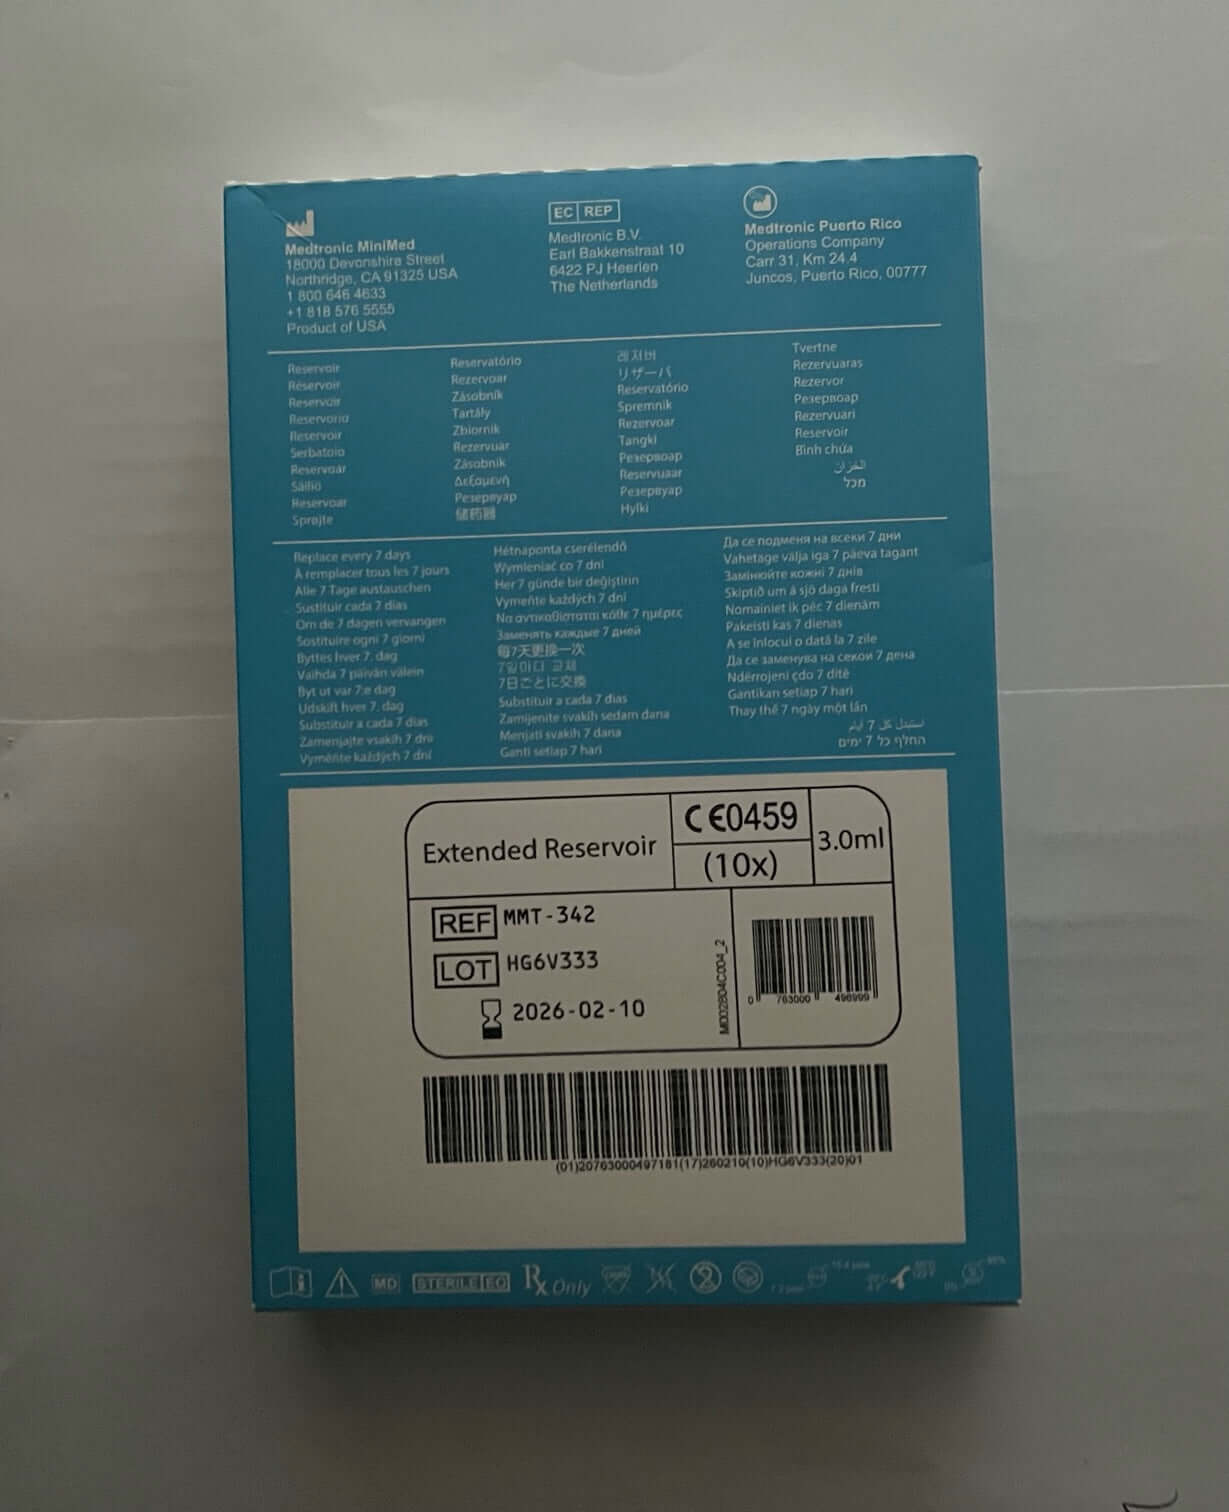 Medtronic MiniMed
18000 Devonshire Street
Northridge, CA 91325 USA
1 800 646 4633
+1 818 576 5555
Product of USA
EC REP
Medtronic B.V.
Earl Bakkenstraat 10
6422 PJ Heerlen
The Netherlands
Medtronic Puerto Rico
Operations Company
Carr 31, Km 24.4
Juncos, Puerto Rico, 00777
Reservoir
Réservoir
Reservoir
Reservorio
Reservoir
Serbatoio
Reservoar
Säiliö
Reservoar
Sprøjte
Reservatório
Rezervoar
Zásobník
Tartály
Zbiornik
Rezervuar
Zásobník
Δεξαμενή
Резервуар
储药器
레저버
リザーバ
Reservatório
Spremnik
Rezervoar
Tangki
Резервоар
Reservuaar
Резервуар
Hylki
Tvertne
Rezervuaras
Rezervor
Резервоар
Rezervuari
Reservoir
Bình chứa
الخزان
מכל
Replace every 7 days
À remplacer tous les 7 jours
Alle 7 Tage austauschen
Sustituir cada 7 días
Om de 7 dagen vervangen
Sostituire ogni 7 giorni
Byttes hver 7. dag
Vaihda 7 päivän välein
Byt ut var 7:e dag
Udskift hver 7. dag
Substituir a cada 7 dias
Zamenjajte vsakih 7 dni
Vyměňte každých 7 dní
Hétnaponta cserélendő
Wymieniać co 7 dni
Her 7 günde bir değiştirin
Vymeňte každých 7 dní
Να αντικαθίσταται κάθε 7 ημέρες
Заменять каждые 7 дней
每7天更换一次
7일마다 교체
7日ごとに交換
Substituir a cada 7 dias
Zamijenite svakih sedam dana
Menjati svakih 7 dana
Ganti setiap 7 hari
Да се подменя на всеки 7 дни
Vahetage välja iga 7 päeva tagant
Замінюйте кожні 7 днів
Skiptið um á sjö daga fresti
Nomainiet ik pēc 7 dienām
Pakeisti kas 7 dienas
A se înlocui o dată la 7 zile
Да се заменува на секои 7 дена
Ndërrojeni çdo 7 ditë
Gantikan setiap 7 hari
Thay thế 7 ngày một lần
استبدل كل 7 أيام
החלף כל 7 ימים
Extended Reservoir
CE0459
(10x)
3.0ml
REF MMT-342
LOT HG6V333
2026-02-10
M002804C004_2
0 763000 496999
(01)20763000497181(17)260210(10)HG6V333(20)01
MD STERILE EO Rx Only